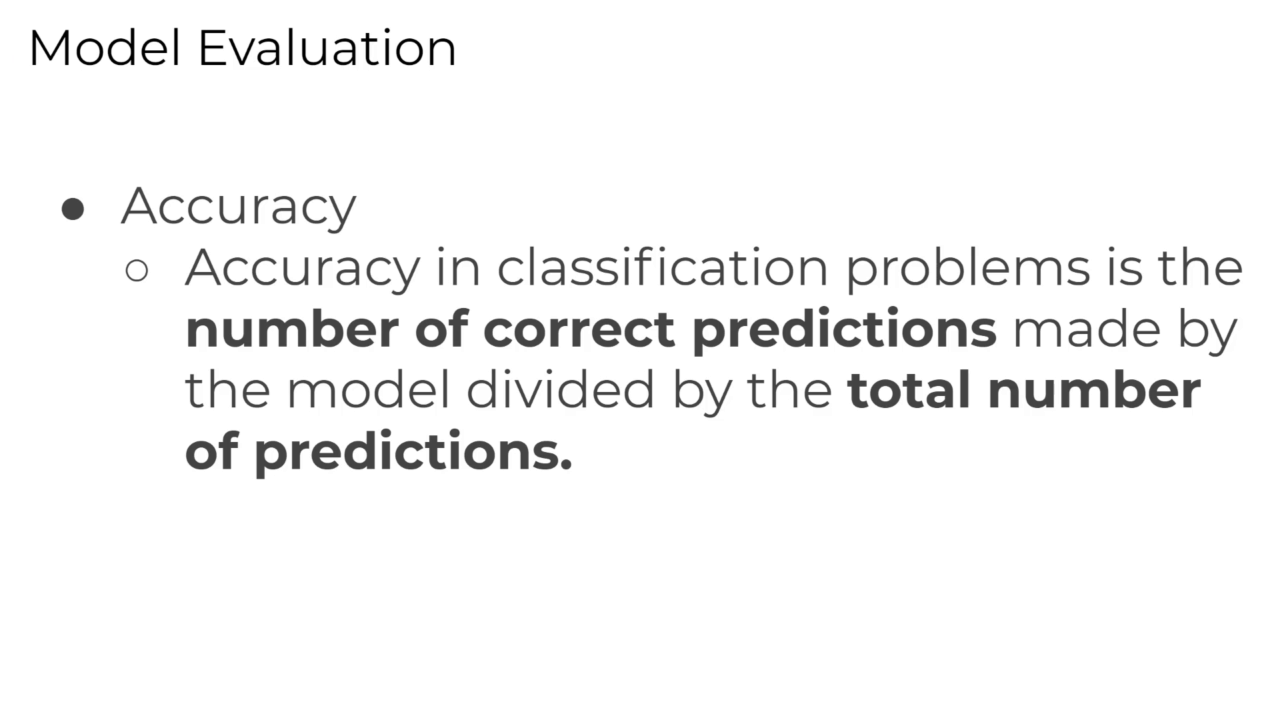 Model Evaluation
● Accuracy
○ Accuracy in classification problems is the
number of correct predictions made by
the model divided by the total number
of predictions.